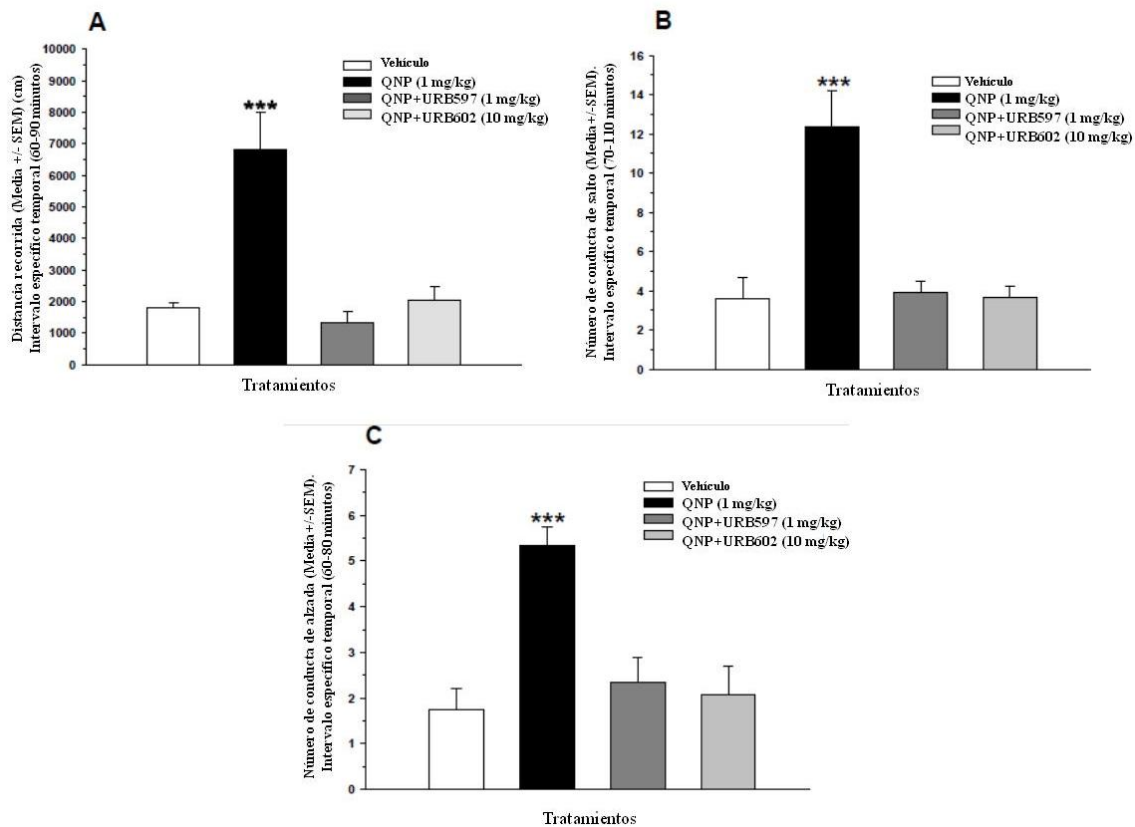 A
Distancia recorrida (Media +/- SEM) (cm)
Intervalo específico temporal (60-90 minutos)
10000
9000
8000
7000
6000
5000
4000
3000
2000
1000
0
***
Vehículo
QNP (1 mg/kg)
QNP+URB597 (1 mg/kg)
QNP+URB602 (10 mg/kg)
Tratamientos
B
Número de conducta de salto (Media+/-SEM).
Intervalo específico temporal (70-110 minutos)
16
14
12
10
8
6
4
2
0
***
Vehículo
QNP (1 mg/kg)
QNP+URB597 (1 mg/kg)
QNP+URB602 (10 mg/kg)
Tratamientos
C
Número de conducta de alzada (Media+/-SEM).
Intervalo específico temporal (60-80 minutos)
7
6
5
4
3
2
1
0
***
Vehículo
QNP (1 mg/kg)
QNP+URB597 (1 mg/kg)
QNP+URB602 (10 mg/kg)
Tratamientos